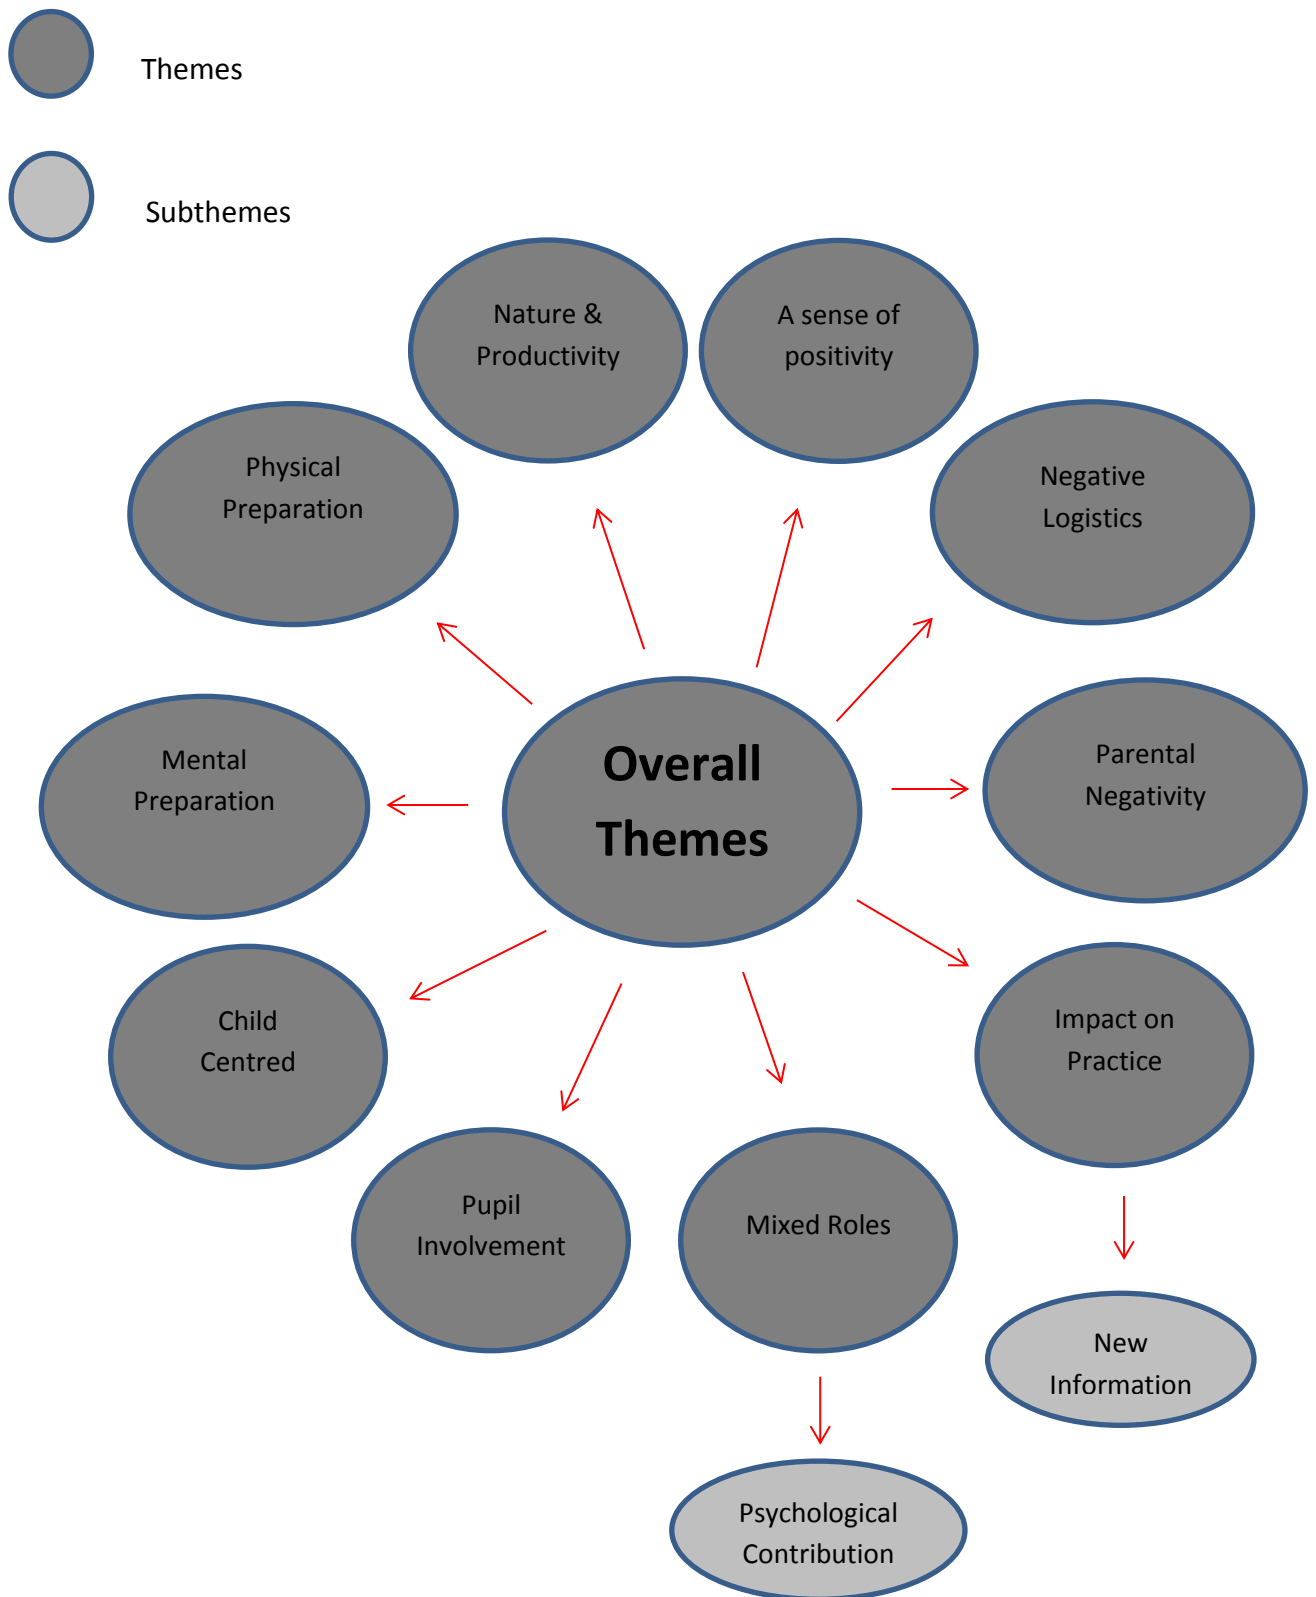 Themes
Subthemes
Nature &
Productivity
A sense of
positivity
Physical
Preparation
Negative
Logistics
Overall
Themes
Mental
Preparation
Parental
Negativity
Child
Centred
Impact on
Practice
Pupil
Involvement
Mixed Roles
New
Information
Psychological
Contribution